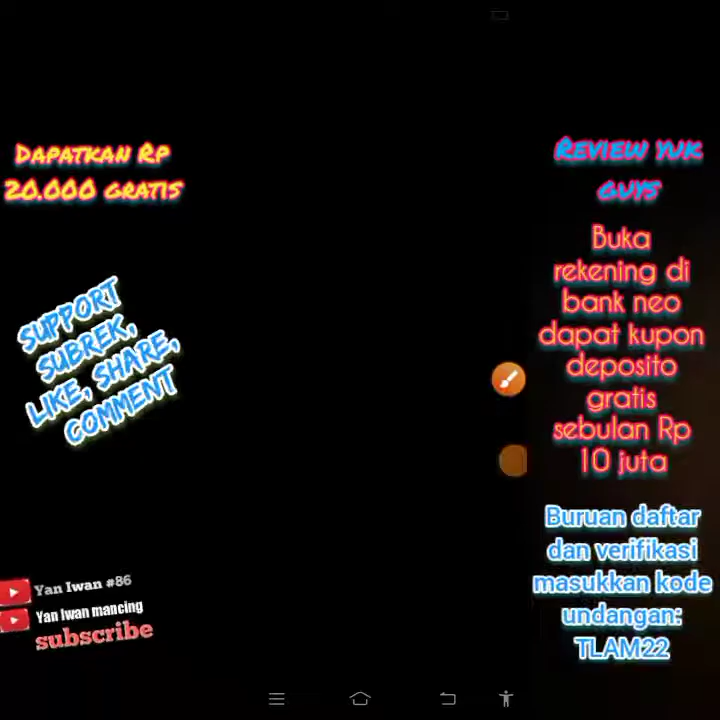 DAPATKAN RP
20.000 GRATIS
SUPPORT
SUBREK,
LIKE, SHARE,
COMMENT
Yan Iwan #86
Yan Iwan mancing
subscribe
REVIEW YUK
GUYS
Buka
rekening di
bank neo
dapat kupon
deposito
gratis
sebulan Rp
10 juta
Buruan daftar
dan verifikasi
masukkan kode
undangan:
TLAM22